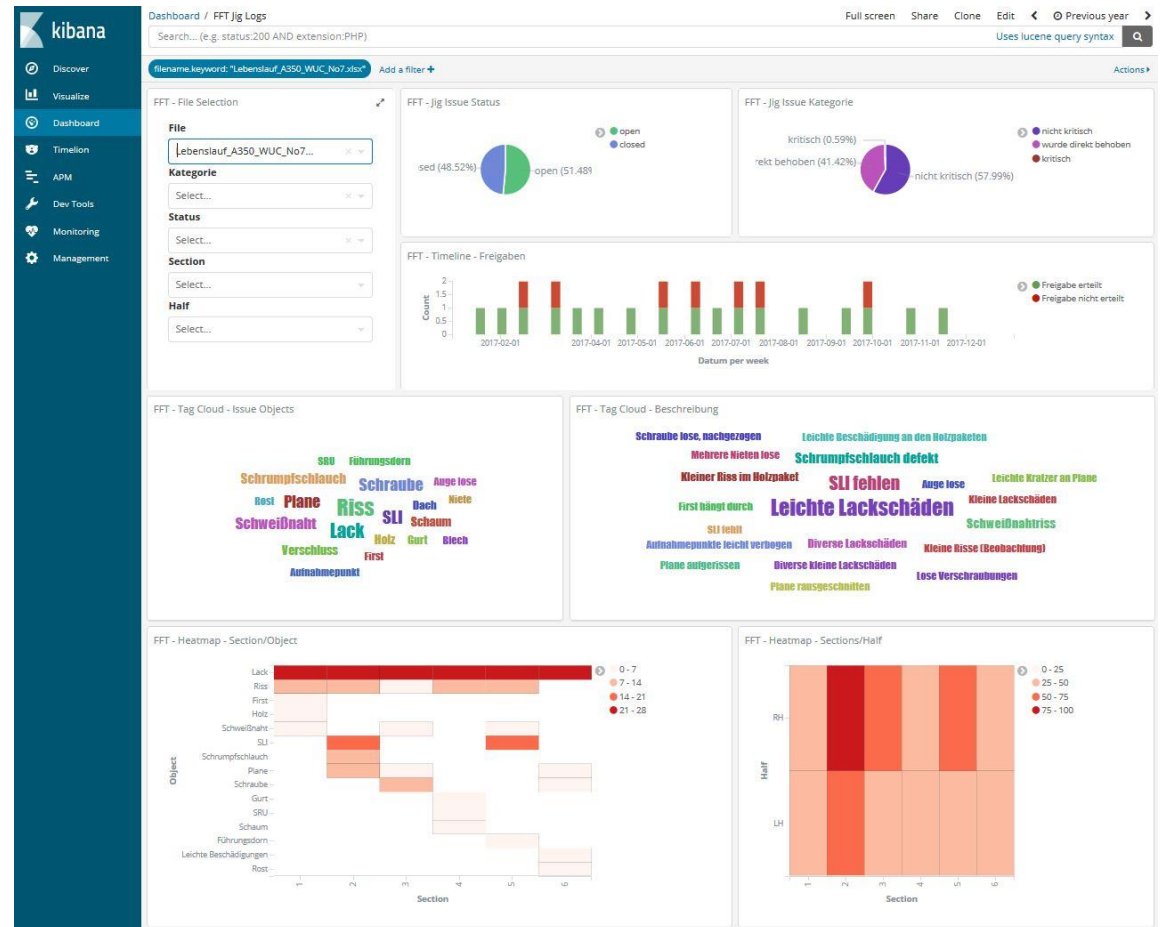 kibana
Discover
Visualize
Dashboard
Timelion
APM
Dev Tools
Monitoring
Management
Dashboard / FFT Jig Logs
Full screen Share Clone Edit Previous year
Search... (e.g. status:200 AND extension:PHP)
Uses lucene query syntax
filename.keyword: "Lebenslauf_A350_WUC_No7.xlsx"
Add a filter +
Actions
FFT - File Selection
File
Lebenslauf_A350_WUC_No7...
Kategorie
Select...
Status
Select...
Section
Select...
Half
Select...
FFT - Jig Issue Status
sed (48.52%)
open (51.48%
open
closed
FFT - Jig Issue Kategorie
kritisch (0.59%)
rekt behoben (41.42%)
nicht kritisch (57.99%)
nicht kritisch
wurde direkt behoben
kritisch
FFT - Timeline - Freigaben
Count
2
1.5
1
0.5
0
2017-02-01 2017-04-01 2017-05-01 2017-06-01 2017-07-01 2017-08-01 2017-09-01 2017-10-01 2017-11-01 2017-12-01
Datum per week
Freigabe erteilt
Freigabe nicht erteilt
FFT - Tag Cloud - Issue Objects
SRU Führungsdorn
Schrumpfschlauch Schraube Auge lose
Rost Plane Riss Dach Niete
Schweißnaht Lack SLI Schaum
Holz Gurt Blech
Verschluss First
Aufnahmepunkt
FFT - Tag Cloud - Beschreibung
Schraube lose, nachgezogen Leichte Beschädigung an den Holzpaketen
Mehrere Nieten lose Schrumpfschlauch defekt
Kleiner Riss im Holzpaket SLI fehlen Auge lose Leichte Kratzer an Plane
First hängt durch Leichte Lackschäden Kleine Lackschäden
SLI fehlt Schweißnahtriss
Aufnahmepunkte leicht verbogen Diverse Lackschäden Kleine Risse (Beobachtung)
Plane aufgerissen Diverse kleine Lackschäden Lose Verschraubungen
Plane rausgeschnitten
FFT - Heatmap - Section/Object
Object
Lack
Riss
First
Holz
Schweißnaht
SLI
Schrumpfschlauch
Plane
Schraube
Gurt
SRU
Schaum
Führungsdorn
Leichte Beschädigungen
Rost
1 2 3 4 5 6
Section
0 - 7
7 - 14
14 - 21
21 - 28
FFT - Heatmap - Sections/Half
Half
RH
LH
1 2 3 4 5 6
Section
0 - 25
25 - 50
50 - 75
75 - 100